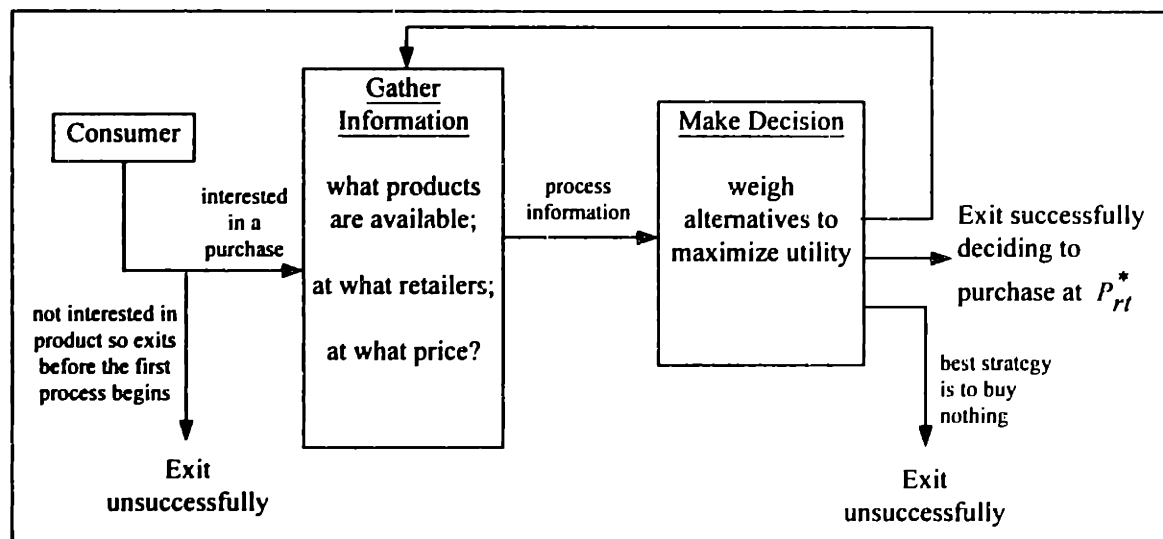 Consumer
interested
in a
purchase
not interested in
product so exits
before the first
process begins
Exit
unsuccessfully
Gather
Information
what products
are available;
at what retailers;
at what price?
process
information
Make Decision
weigh
alternatives to
maximize utility
Exit successfully
deciding to
purchase at P*rt
best strategy
is to buy
nothing
Exit
unsuccessfully